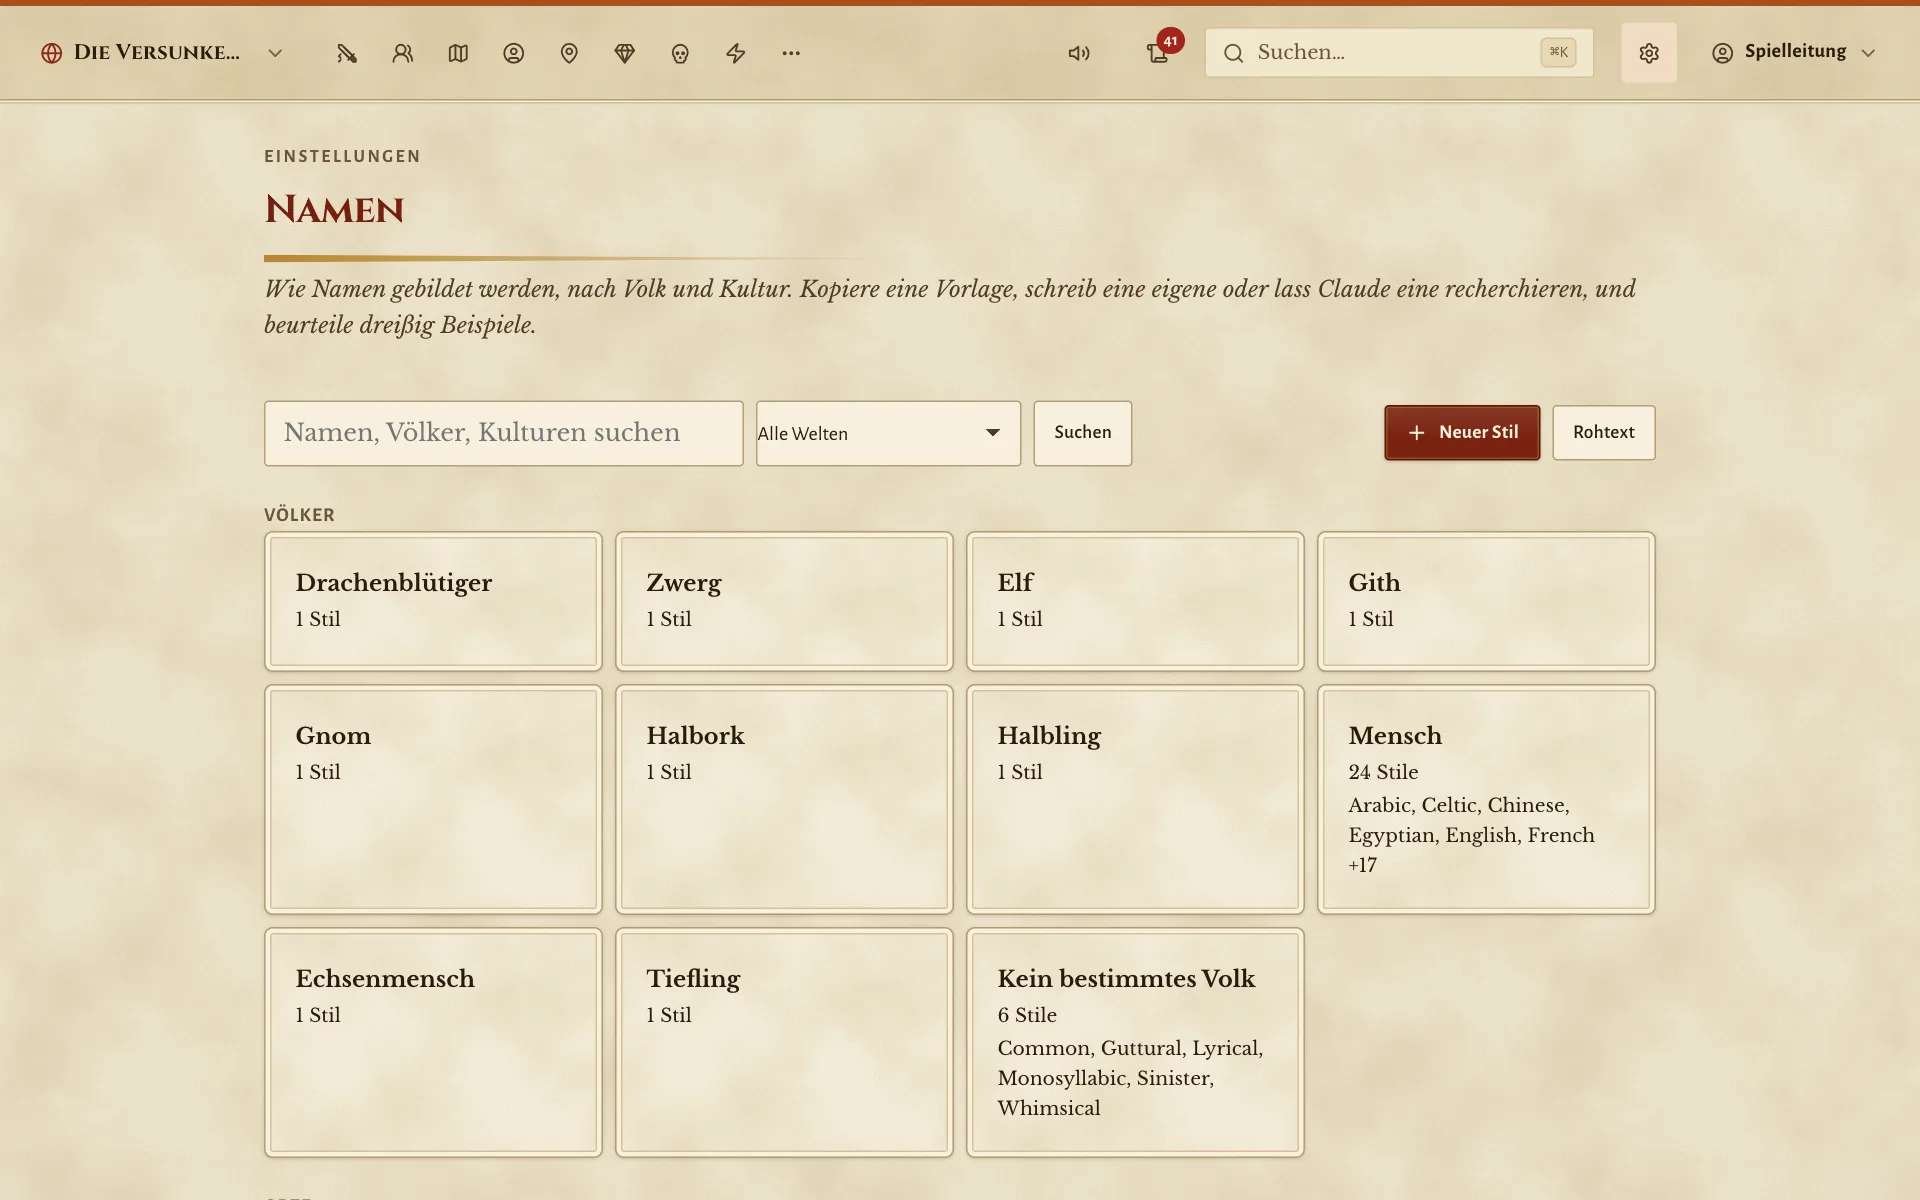 Die Versunke...
41
Suchen...
⌘K
Spielleitung
EINSTELLUNGEN
Namen
Wie Namen gebildet werden, nach Volk und Kultur. Kopiere eine Vorlage, schreib eine eigene oder lass Claude eine recherchieren, und
beurteile dreißig Beispiele.
Namen, Völker, Kulturen suchen
Alle Welten
Suchen
Neuer Stil
Rohtext
VÖLKER
Drachenblütiger
1 Stil
Zwerg
1 Stil
Elf
1 Stil
Gith
1 Stil
Gnom
1 Stil
Halbork
1 Stil
Halbling
1 Stil
Mensch
24 Stile
Arabic, Celtic, Chinese,
Egyptian, English, French
+17
Echsenmensch
1 Stil
Tiefling
1 Stil
Kein bestimmtes Volk
6 Stile
Common, Guttural, Lyrical,
Monosyllabic, Sinister,
Whimsical